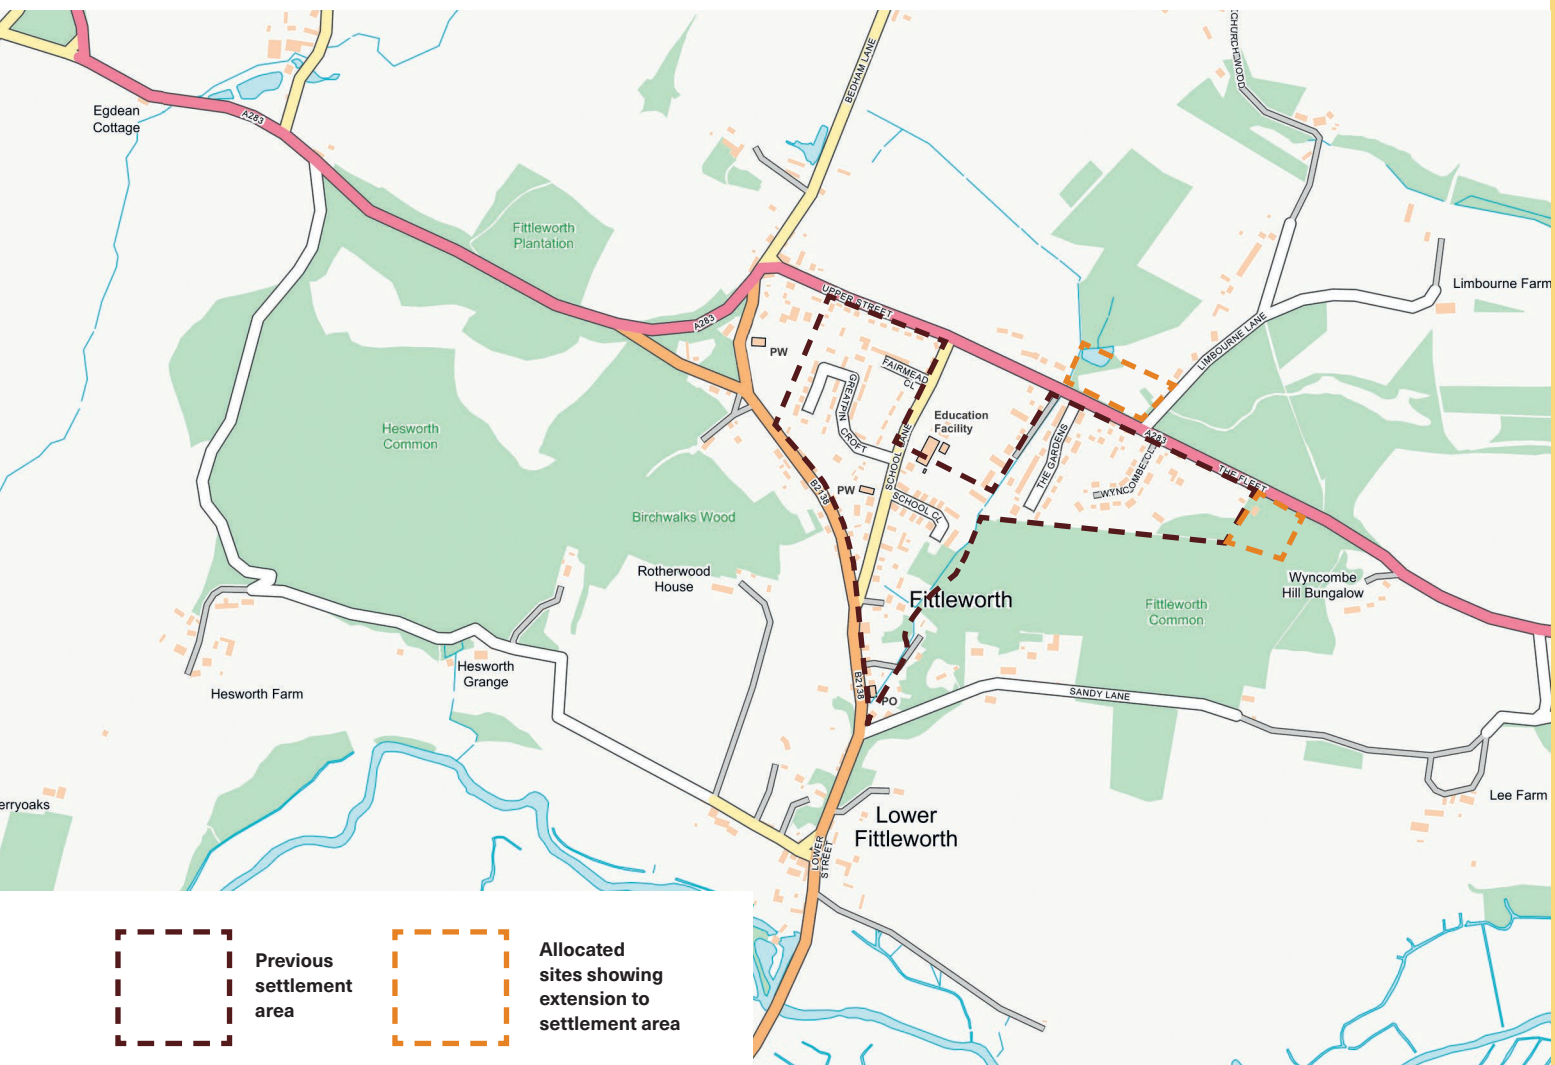 CHURCHWOOD
BEDHAM LANE
Egdean
Cottage
A283
Fittleworth
Plantation
Limbourne Farm
UPPER STREET
A283
LIMBOURNE LANE
PW
FAIRMEAD
CL
GREATPIN
CROFT
Education
Facility
Hesworth
Common
SCHOOL LANE
THE GARDENS
A283
WYNCOMBE CL
THE FLEET
B2138
PW
SCHOOL CL
Birchwalks Wood
Rotherwood
House
Wyncombe
Hill Bungalow
Fittleworth
Fittleworth
Common
Hesworth
Grange
Hesworth Farm
B2138
PO
SANDY LANE
erryoaks
Lee Farm
Lower
Fittleworth
LOWER
STREET
Previous
settlement
area
Allocated
sites showing
extension to
settlement area